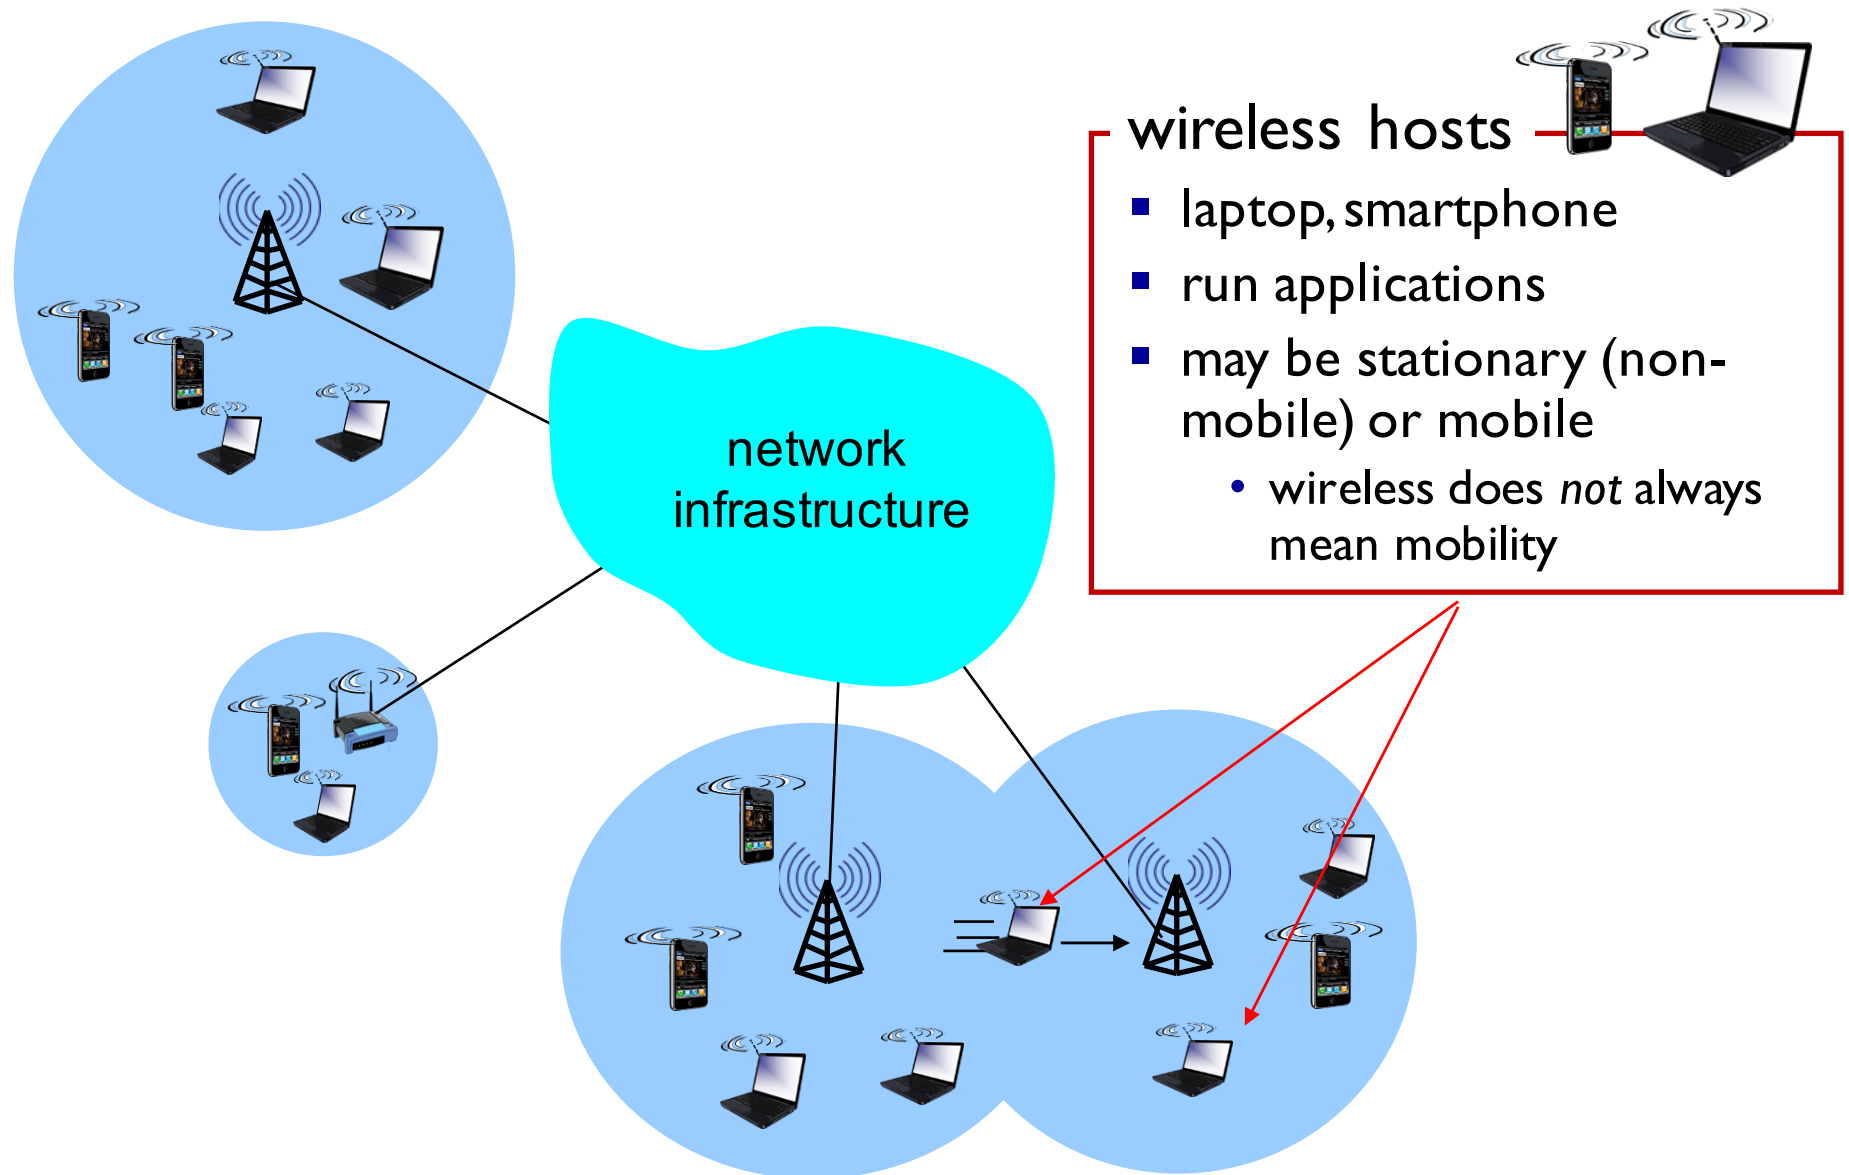 wireless hosts
▪ laptop, smartphone
▪ run applications
▪ may be stationary (non-
mobile) or mobile
• wireless does not always
mean mobility
network
infrastructure